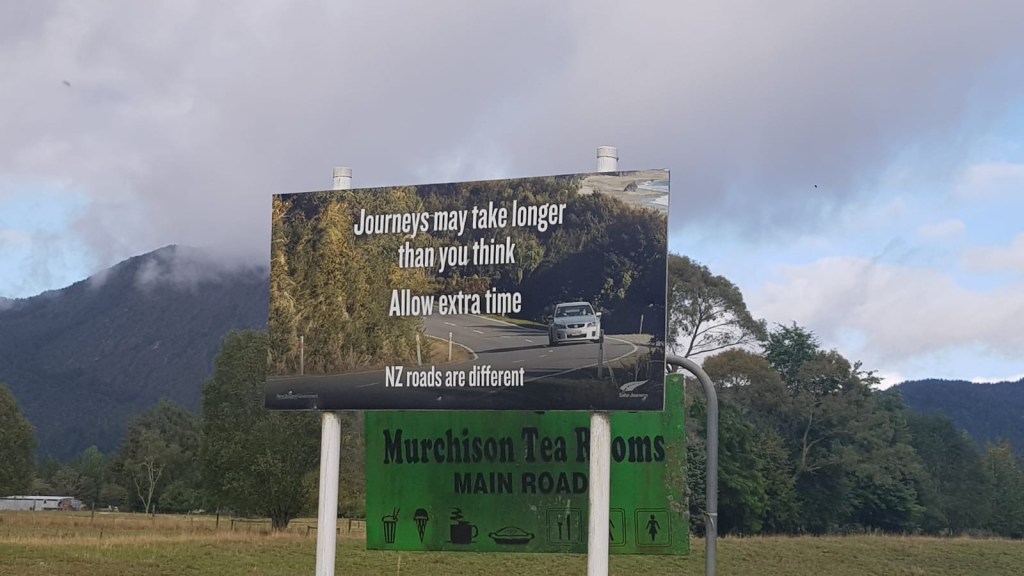 Journeys may take longer
than you think
Allow extra time
NZ roads are different
Murchison Tea Rooms
MAIN ROAD